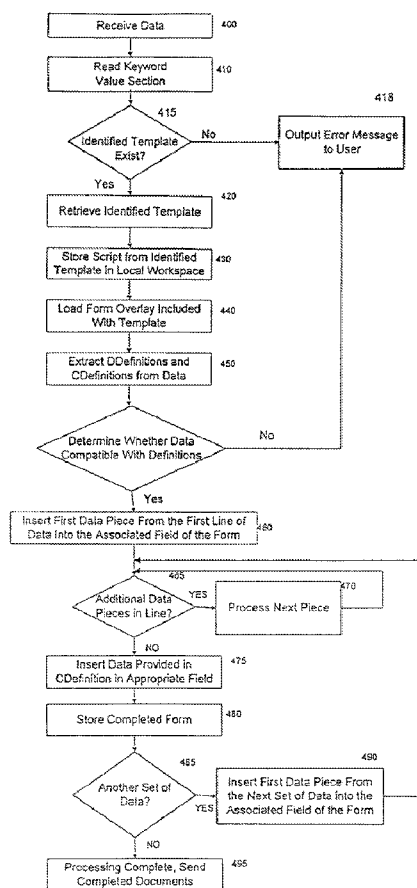 Receive Data
400
Read Keyword
Value Section
410
415
Identified Template
Exist?
No
418
Output Error Message
to User
Yes
Retrieve Identified Template
420
Store Script from Identified
Template in Local Workspace
430
Load Form Overlay Included
With Template
440
Extract DDefinitions and
CDefinitions from Data
450
Determine Whether Data
Compatible With Definitions
No
Yes
Insert First Data Piece From the First Line of
Data into the Associated Field of the Form
460
465
Additional Data
Pieces in Line?
YES
470
Process Next Piece
NO
Insert Data Provided in
CDefinition in Appropriate Field
475
Store Completed Form
480
485
Another Set of
Data?
YES
490
Insert First Data Piece From
the Next Set of Data into the
Associated Field of the Form
NO
Processing Complete, Send
Completed Documents
495